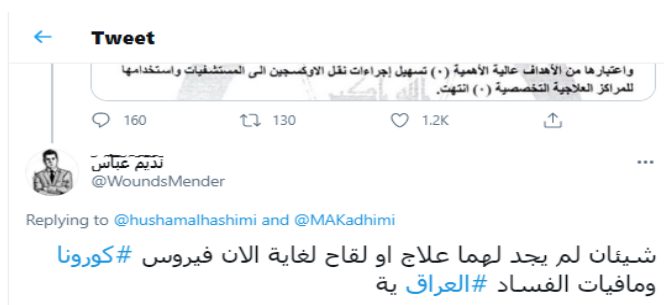 Tweet
واعتبارها من الأهداف عالية الأهمية (٠) تسهيل إجراءات نقل الاوكسجين الى المستشفيات واستخدامها
للمراكز العلاجية التخصصية (٠) انتهت.
160 130 1.2K
نديم عباس
@WoundsMender
Replying to @hushamalhashimi and @MAKadhimi
شيئان لم يجد لهما علاج او لقاح لغاية الان فيروس #كورونا
ومافيات الفساد #العراق ية